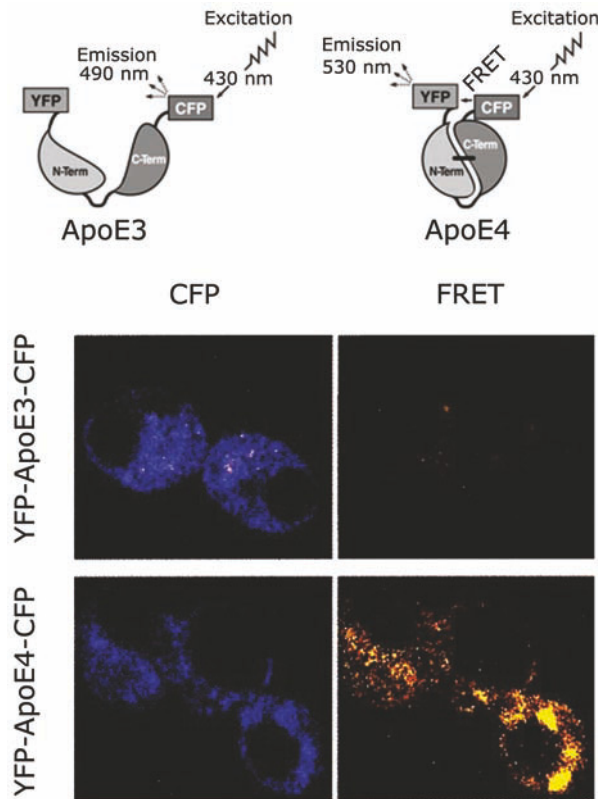 Excitation
Emission
490 nm
430 nm
YFP
CFP
N-Term
C-Term
ApoE3
Excitation
Emission
530 nm
FRET
430 nm
YFP
CFP
N-Term
C-Term
ApoE4
CFP
FRET
YFP-ApoE3-CFP
YFP-ApoE4-CFP